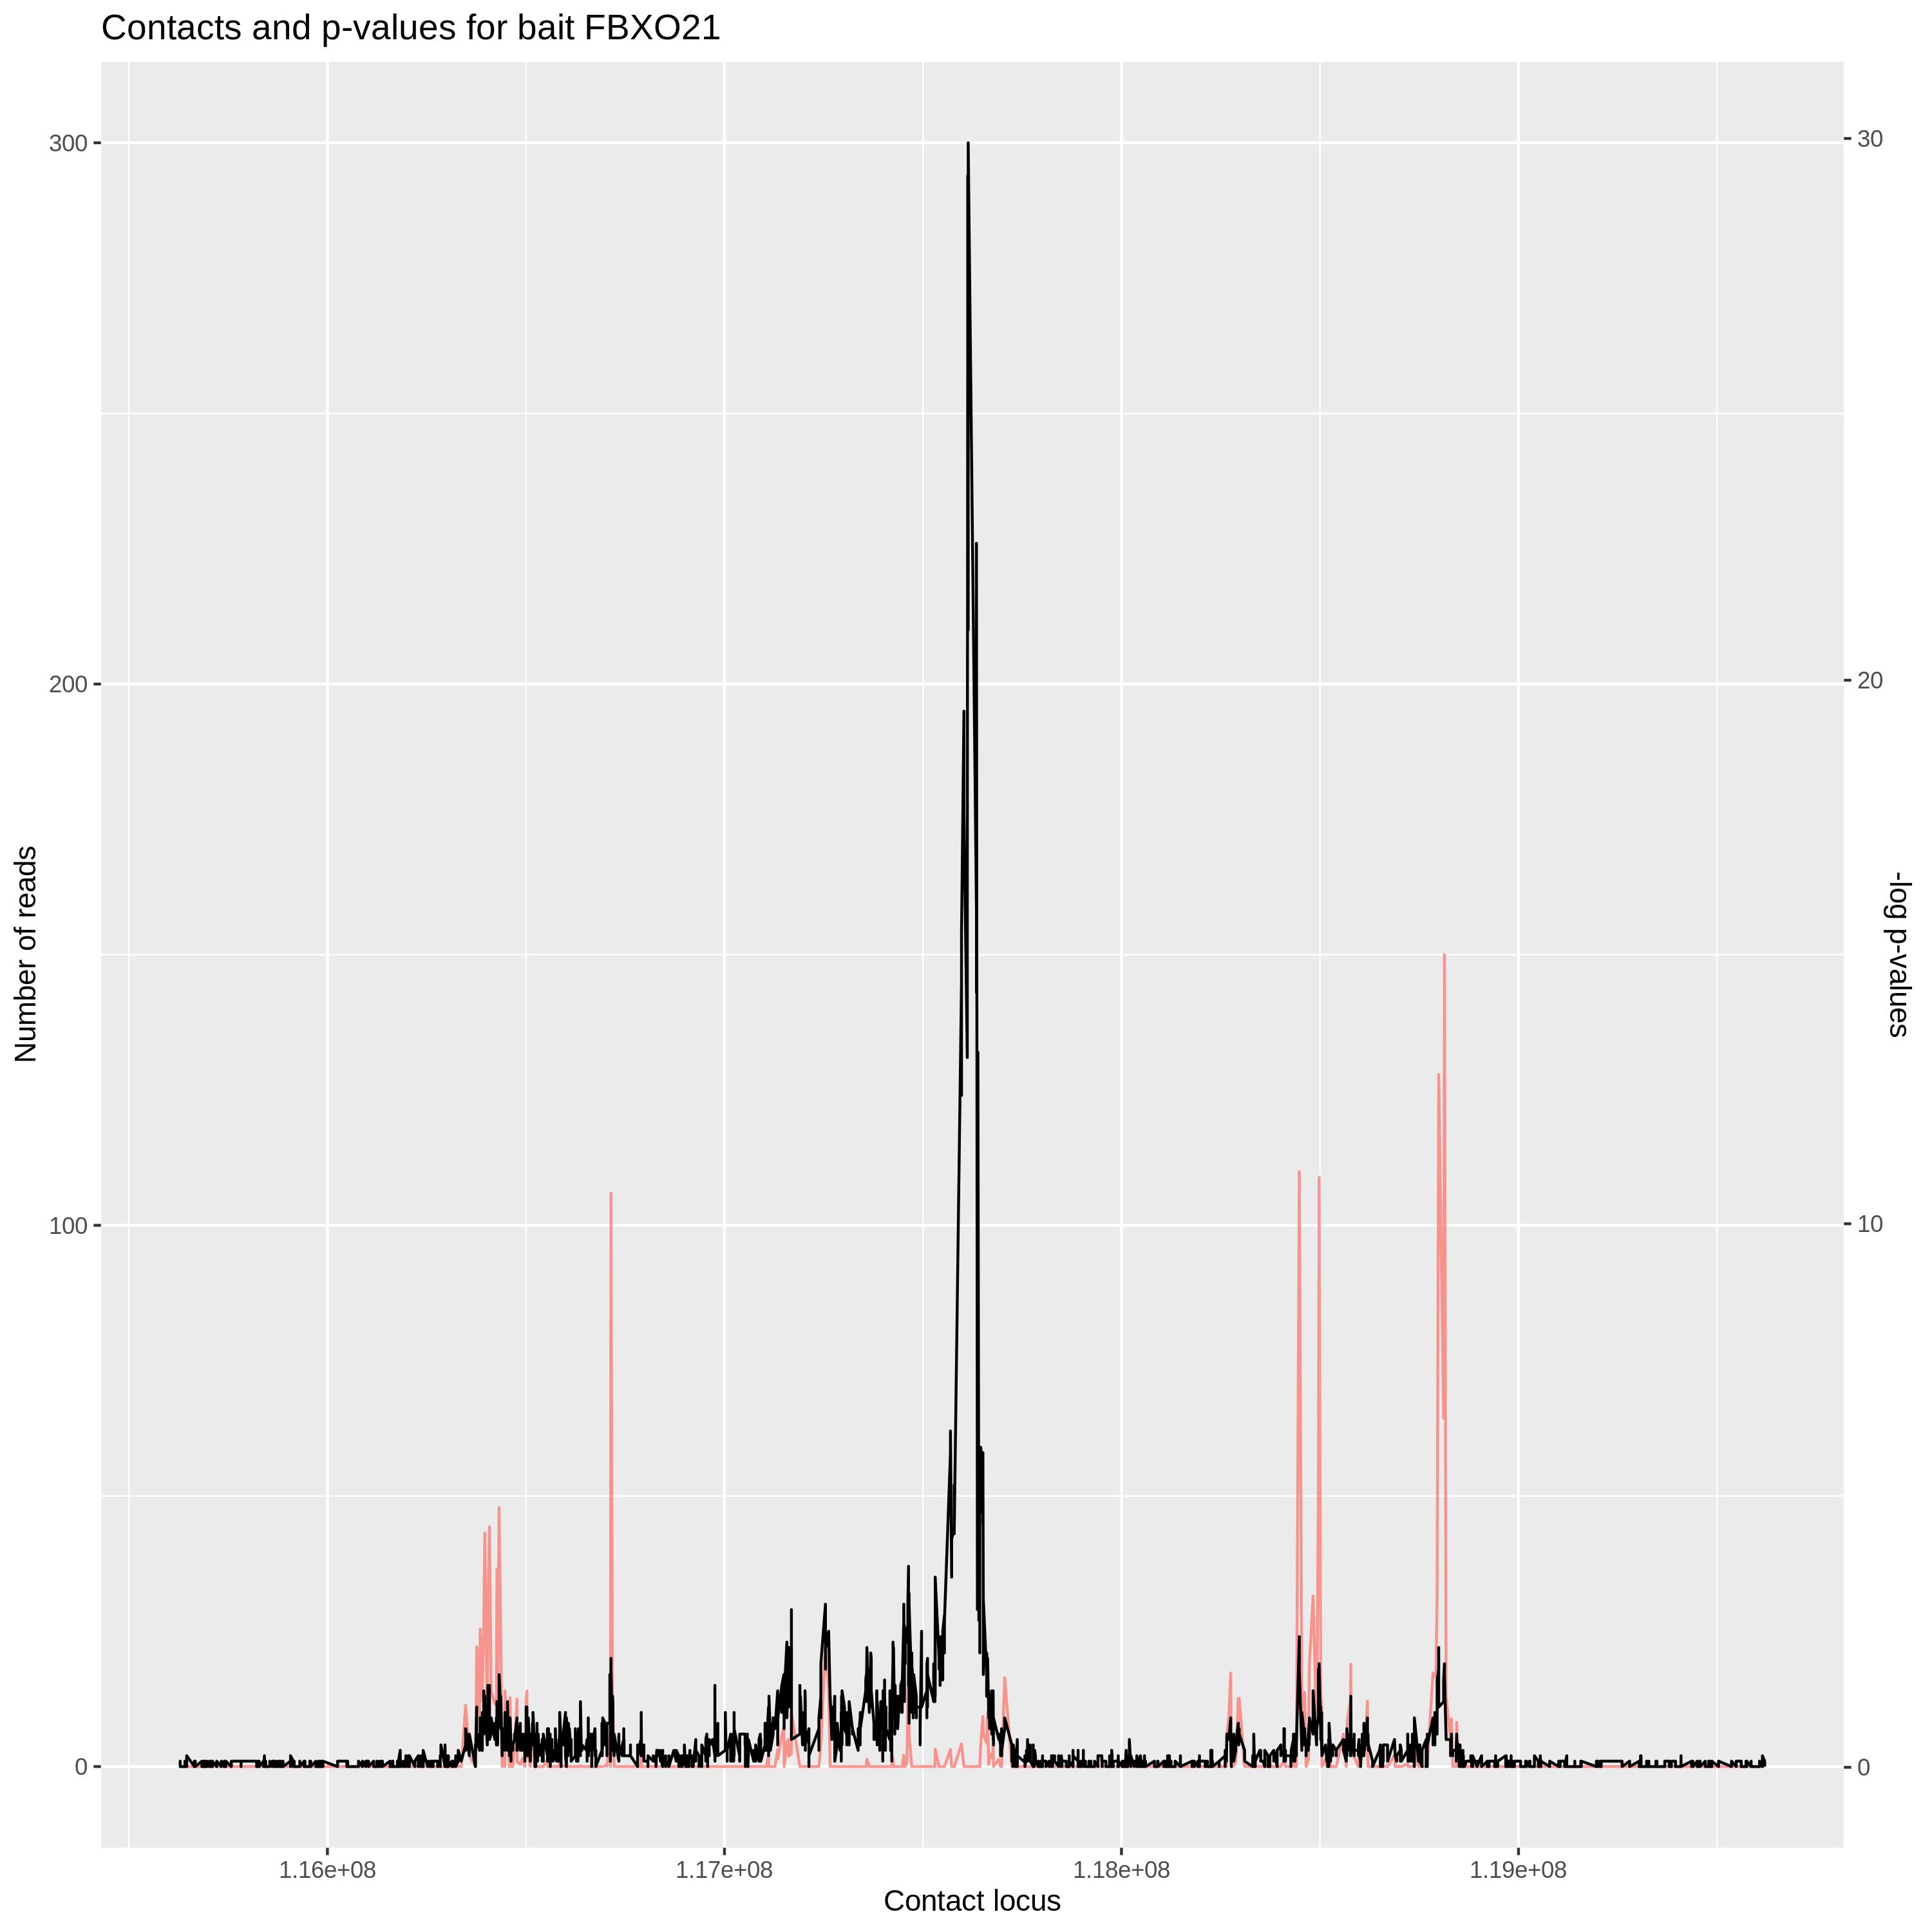 Contacts and p-values for bait FBXO21
300
200
100
0
Number of reads
30
20
10
0
-log p-values
1.16e+08
1.17e+08
1.18e+08
1.19e+08
Contact locus